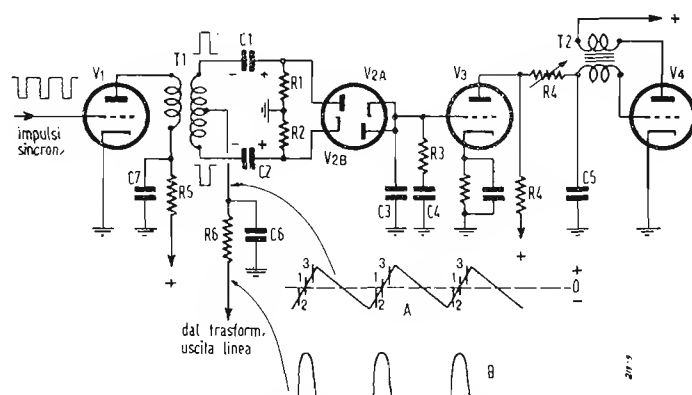 C1
T1
T2
+
V1
V2A
V3
V4
- +
R1
R2
R4
impulsi
sincron,
- +
V2B
C2
R3
C7
R5
C3
C4
R4
C5
R6
C6
+
+
3 3 3
1 1 1
2 2 2
+
0
-
A
dal trasform,
uscita linea
B